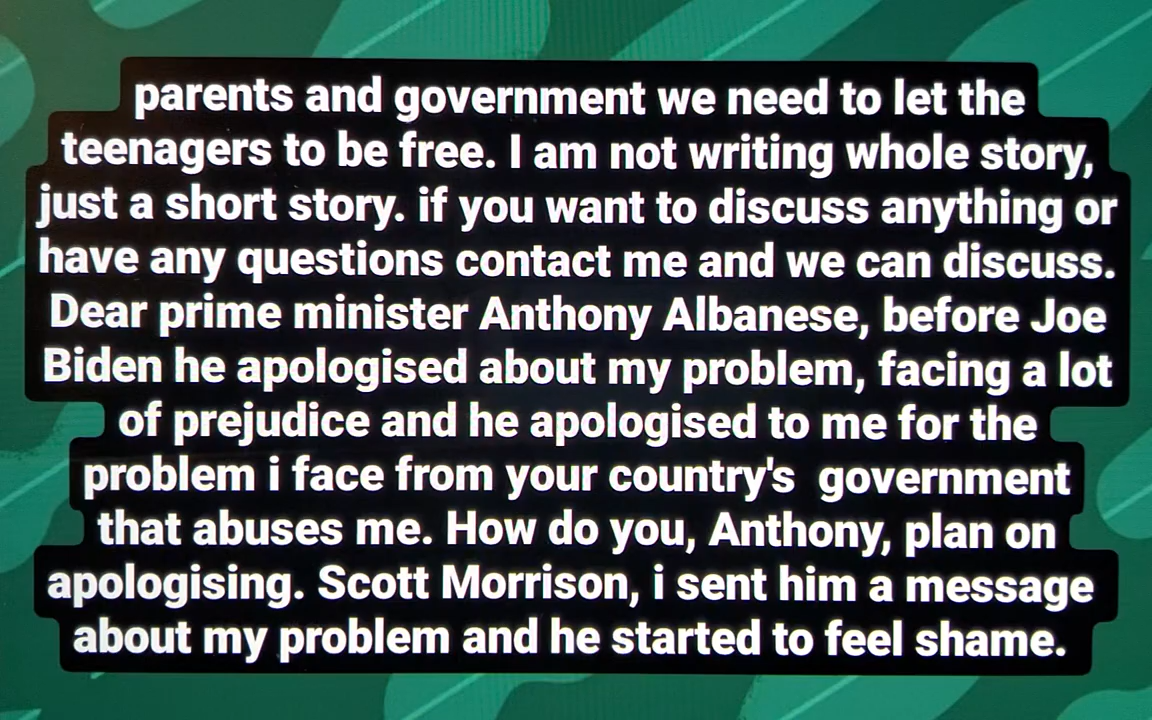 parents and government we need to let the
teenagers to be free. I am not writing whole story,
just a short story. if you want to discuss anything or
have any questions contact me and we can discuss.
Dear prime minister Anthony Albanese, before Joe
Biden he apologised about my problem, facing a lot
of prejudice and he apologised to me for the
problem i face from your country's  government
that abuses me. How do you, Anthony, plan on
apologising. Scott Morrison, i sent him a message
about my problem and he started to feel shame.